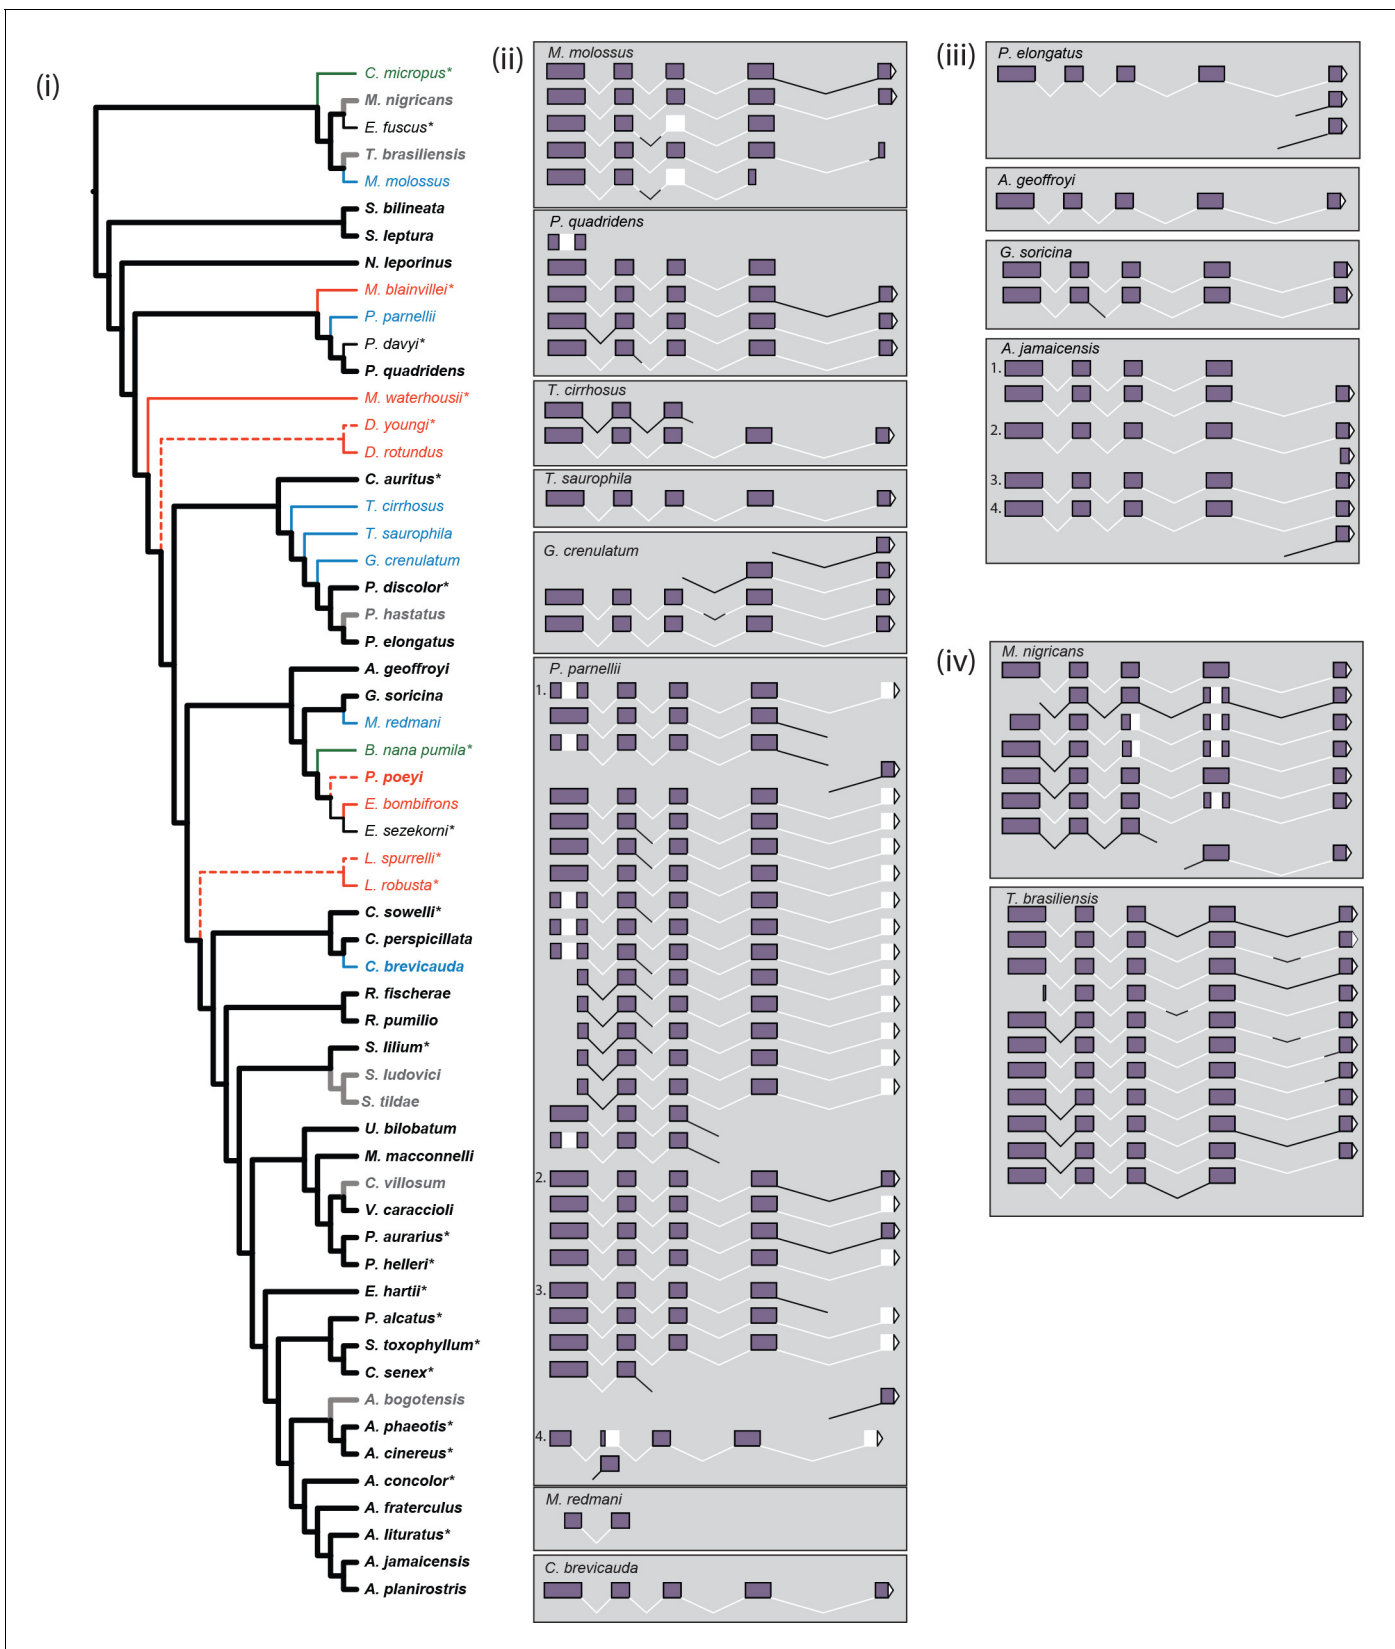 (i)
C. micropus*
M. nigricans
E. fuscus*
T. brasiliensis
M. molossus
S. bilineata
S. leptura
N. leporinus
M. blainvillei*
P. parnellii
P. davyi*
P. quadridens
M. waterhousii*
D. youngi*
D. rotundus
C. auritus*
T. cirrhosus
T. saurophila
G. crenulatum
P. discolor*
P. hastatus
P. elongatus
A. geoffroyi
G. soricina
M. redmani
B. nana pumila*
P. poeyi
E. bombifrons
E. sezekorni*
L. spurrelli*
L. robusta*
C. sowelli*
C. perspicillata
C. brevicauda
R. fischerae
R. pumilio
S. lilium*
S. ludovici
S. tildae
U. bilobatum
M. macconnelli
C. villosum
V. caraccioli
P. aurarius*
P. helleri*
E. hartii*
P. alcatus*
S. toxophyllum*
C. senex*
A. bogotensis
A. phaeotis*
A. cinereus*
A. concolor*
A. fraterculus
A. lituratus*
A. jamaicensis
A. planirostris
(ii)
M. molossus
P. quadridens
T. cirrhosus
T. saurophila
G. crenulatum
P. parnellii
1.
2.
3.
4.
M. redmani
C. brevicauda
(iii)
P. elongatus
A. geoffroyi
G. soricina
A. jamaicensis
1.
2.
3.
4.
(iv)
M. nigricans
T. brasiliensis